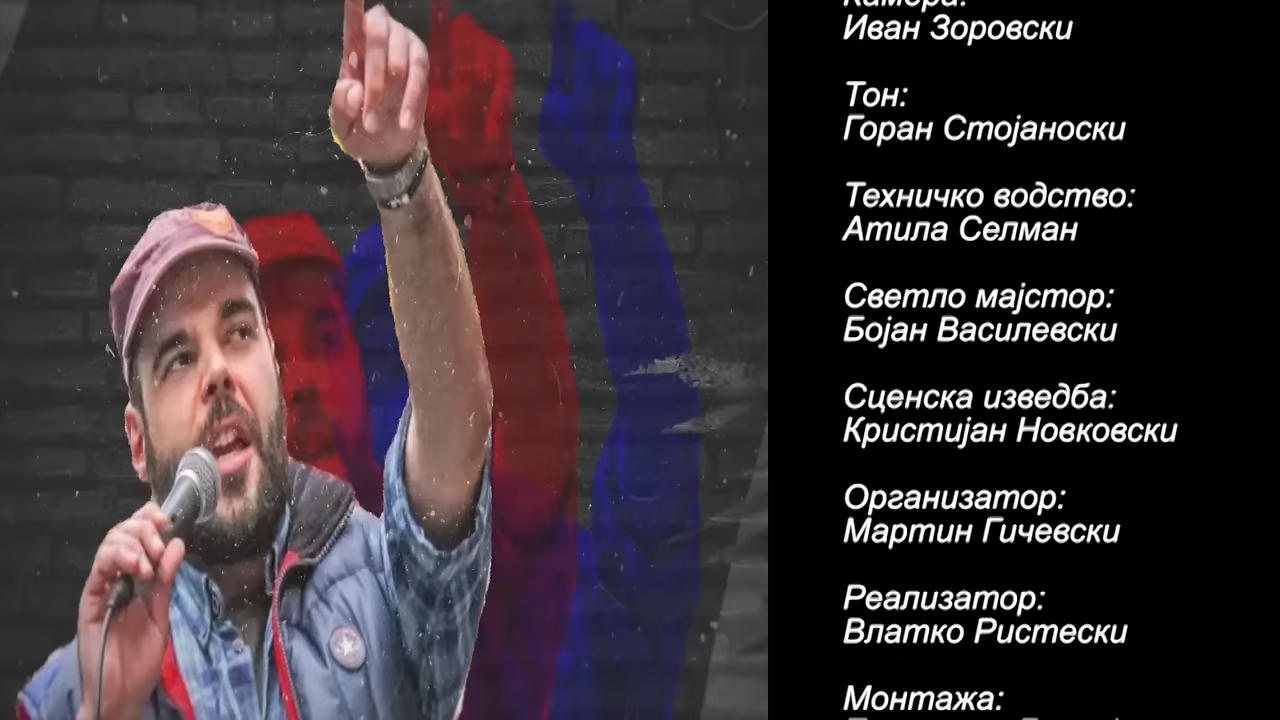 Камера:
Иван Зоровски
Тон:
Горан Стојаноски
Техничко водство:
Атила Селман
Светло мајстор:
Бојан Василевски
Сценска изведба:
Кристијан Новковски
Организатор:
Мартин Гичевски
Реализатор:
Влатко Ристески
Монтажа: